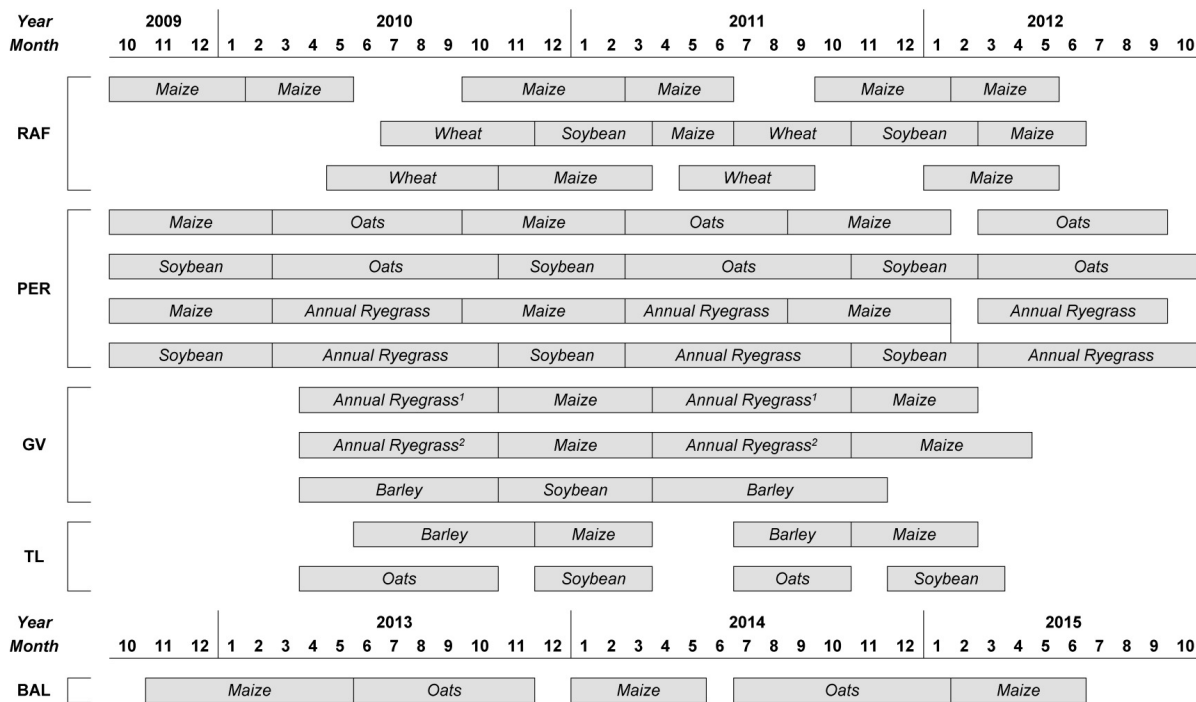 Year 2009 2010 2011 2012
Month 10 11 12 1 2 3 4 5 6 7 8 9 10 11 12 1 2 3 4 5 6 7 8 9 10 11 12 1 2 3 4 5 6 7 8 9 10
Maize Maize Maize Maize Maize Maize
RAF Wheat Soybean Maize Wheat Soybean Maize
Wheat Maize Wheat Maize
Maize Oats Maize Oats Maize Oats
PER Soybean Oats Soybean Oats Soybean Oats
Maize Annual Ryegrass Maize Annual Ryegrass Maize Annual Ryegrass
Soybean Annual Ryegrass Soybean Annual Ryegrass Soybean Annual Ryegrass
Annual Ryegrass¹ Maize Annual Ryegrass¹ Maize
GV Annual Ryegrass² Maize Annual Ryegrass² Maize
Barley Soybean Barley
TL Barley Maize Barley Maize
Oats Soybean Oats Soybean
Year 2013 2014 2015
Month 10 11 12 1 2 3 4 5 6 7 8 9 10 11 12 1 2 3 4 5 6 7 8 9 10 11 12 1 2 3 4 5 6 7 8 9 10
BAL Maize Oats Maize Oats Maize